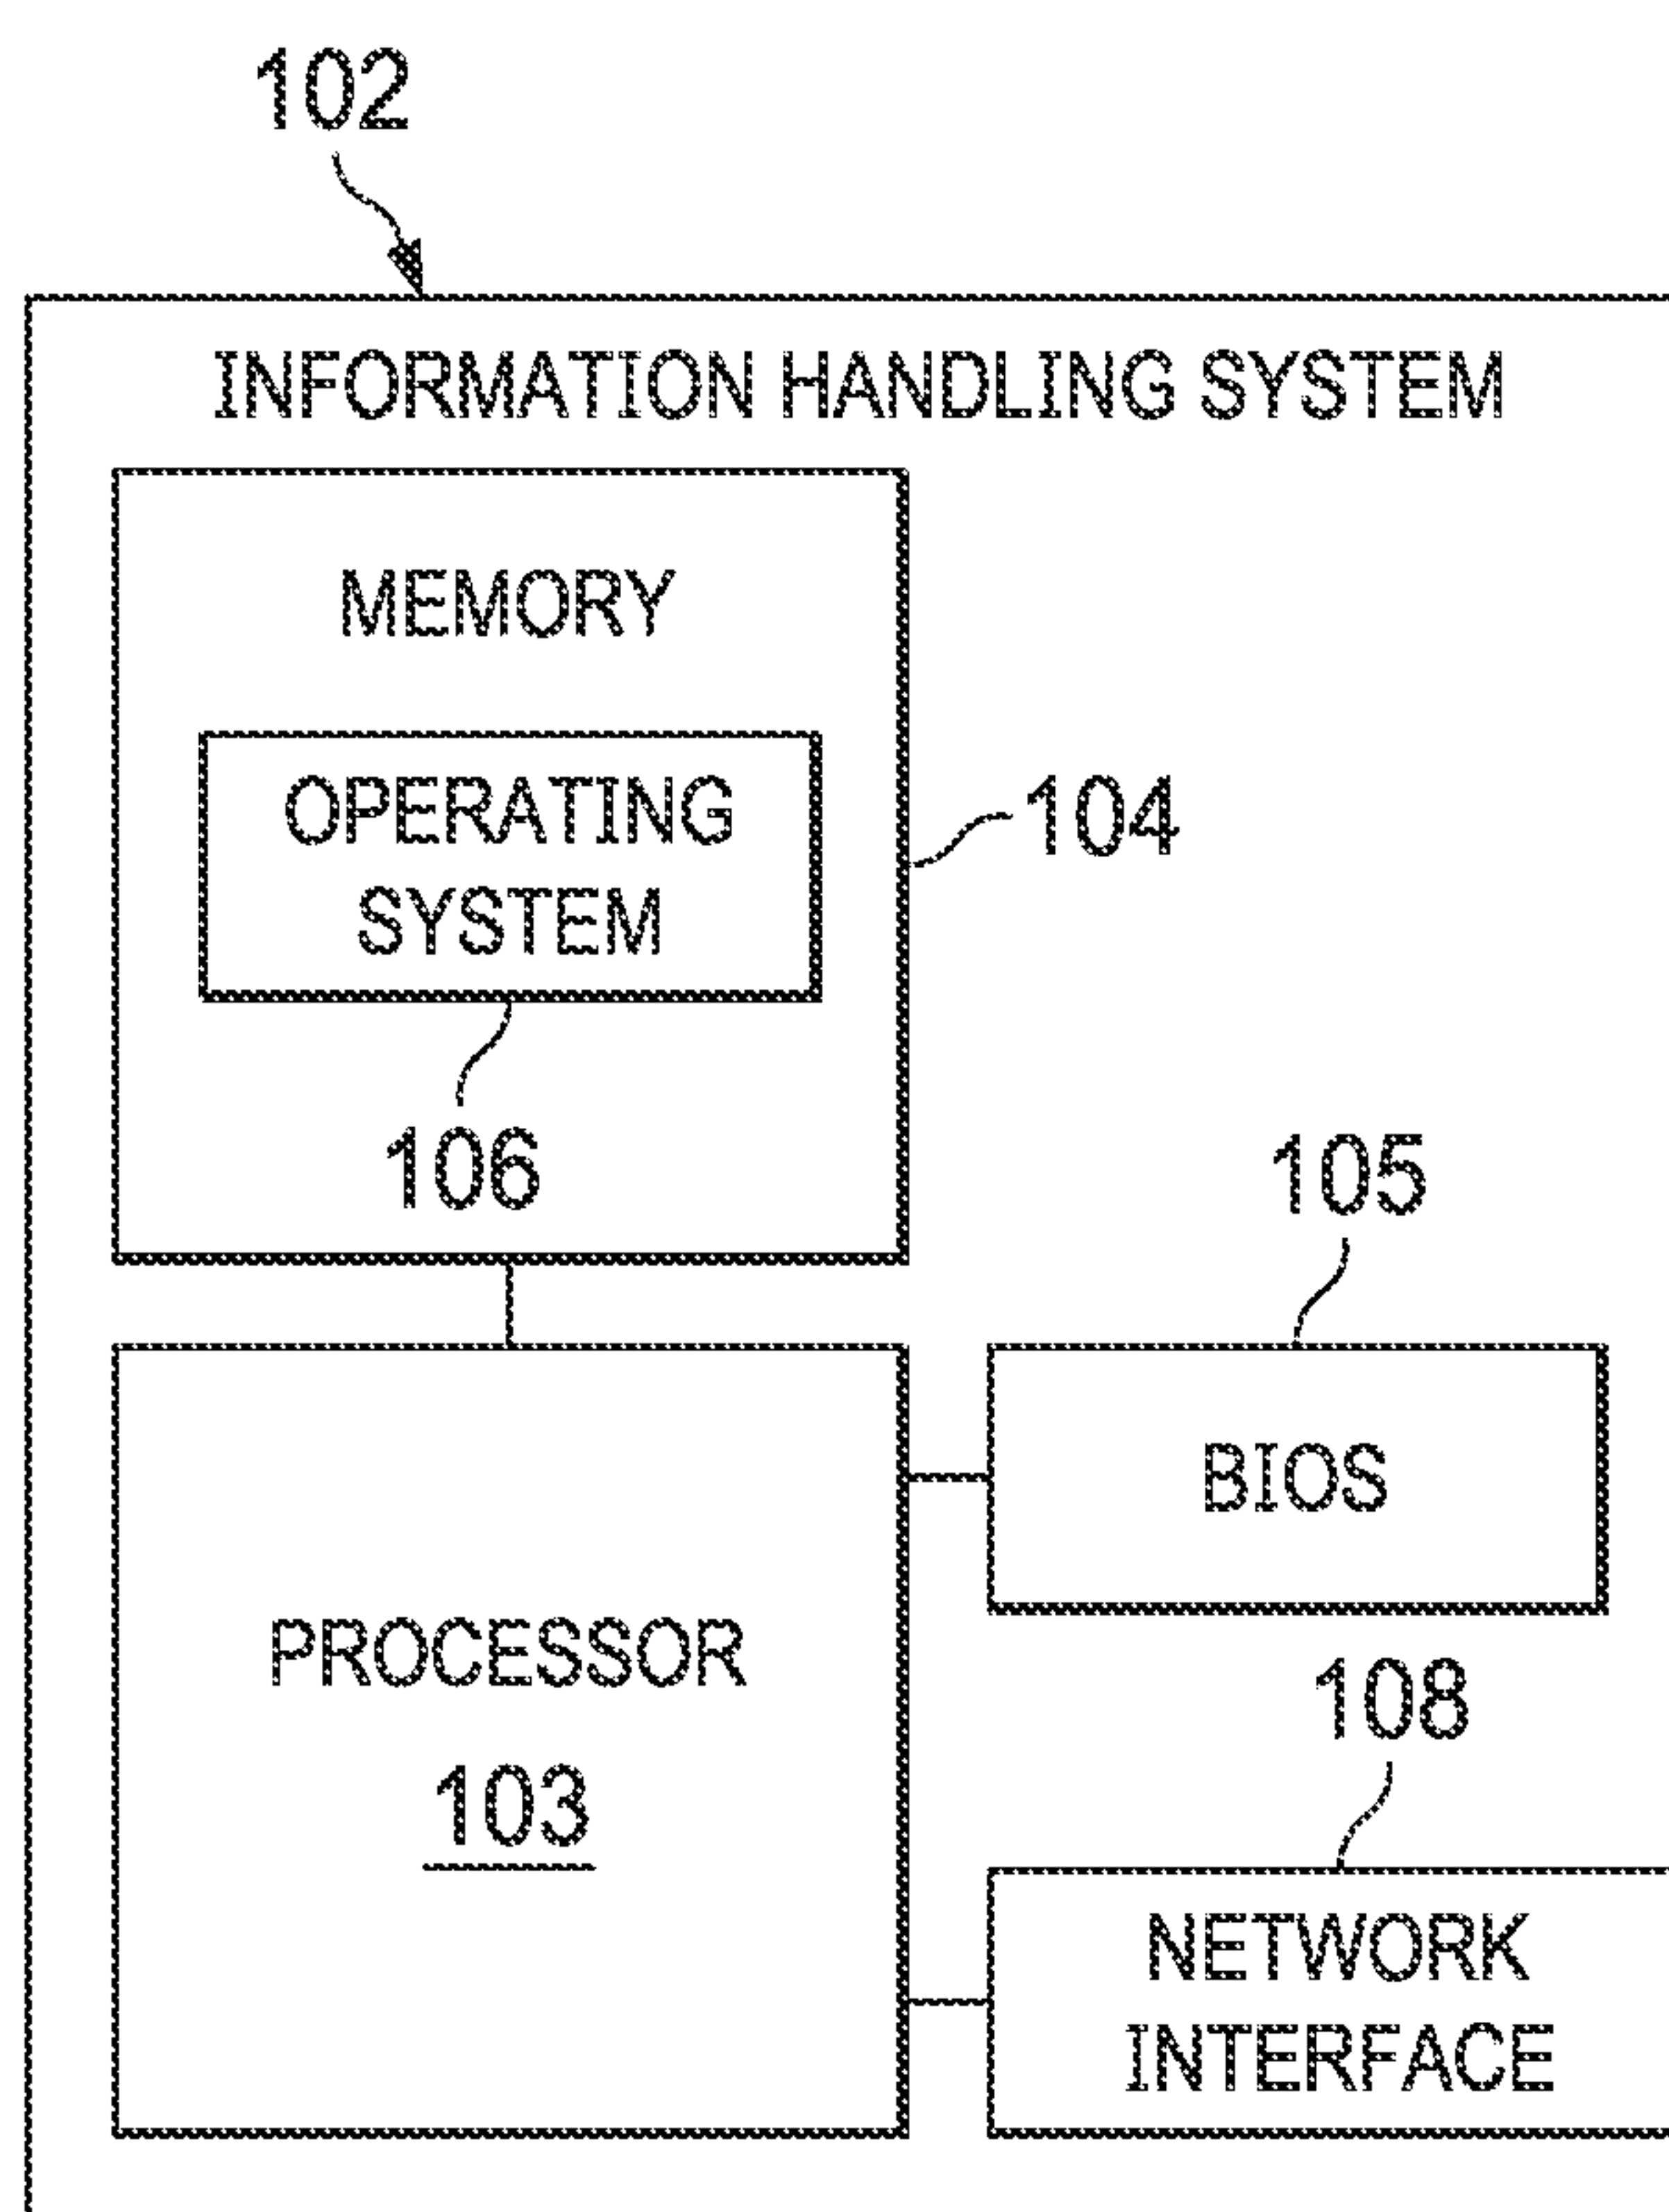 102
INFORMATION HANDLING SYSTEM
MEMORY
OPERATING
SYSTEM
104
106
105
BIOS
PROCESSOR
103
108
NETWORK
INTERFACE